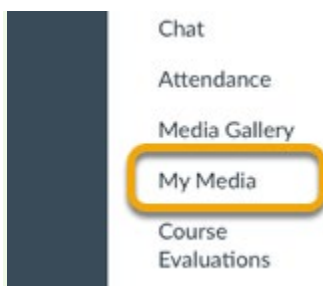 Chat
Attendance
Media Gallery
My Media
Course
Evaluations